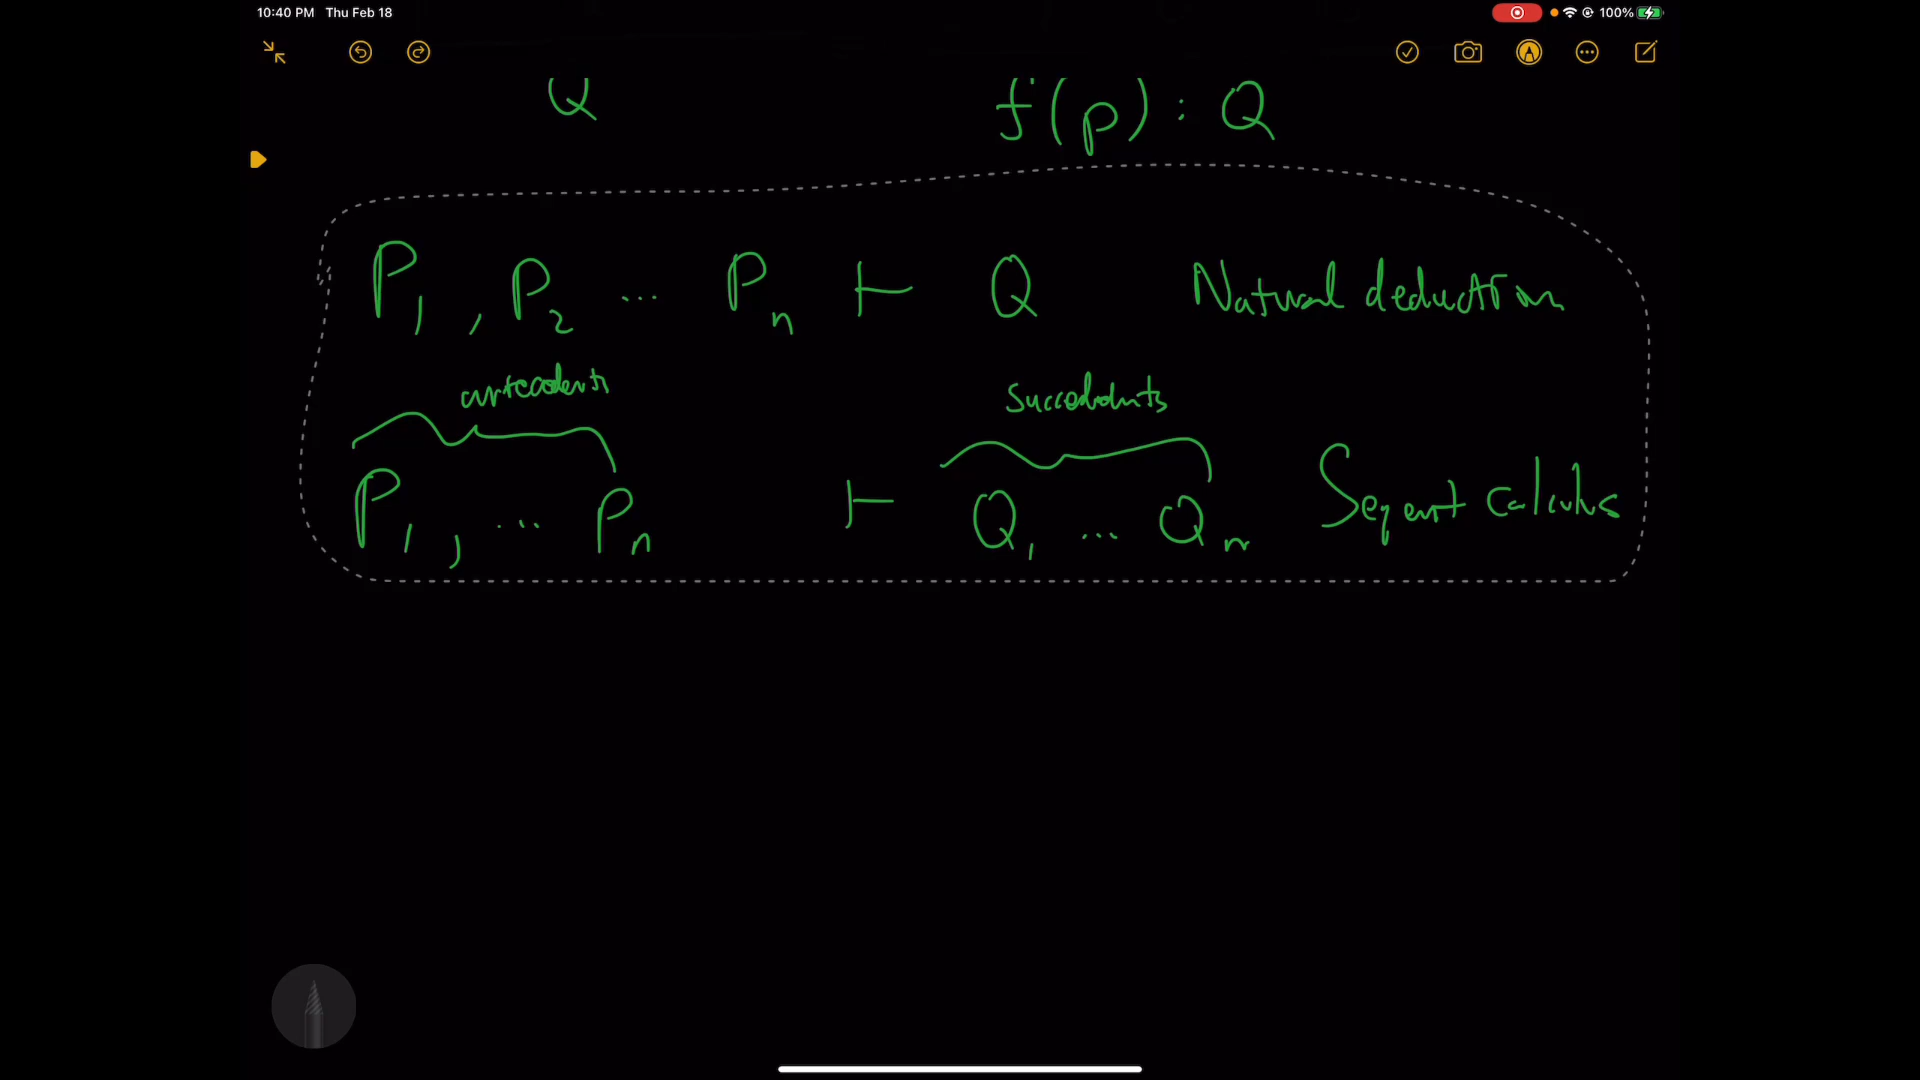 10:40 PM Thu Feb 18 100%
Q f(p) : Q
P1, P2 ... Pn ⊢ Q Natural deduction
antecedents succedents
P1, ... Pn ⊢ Q1 ... Qm Sequent calculus